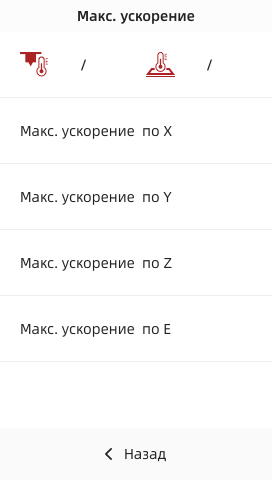 Макс. ускорение
/ /
Макс. ускорение по X
Макс. ускорение по Y
Макс. ускорение по Z
Макс. ускорение по E
Назад